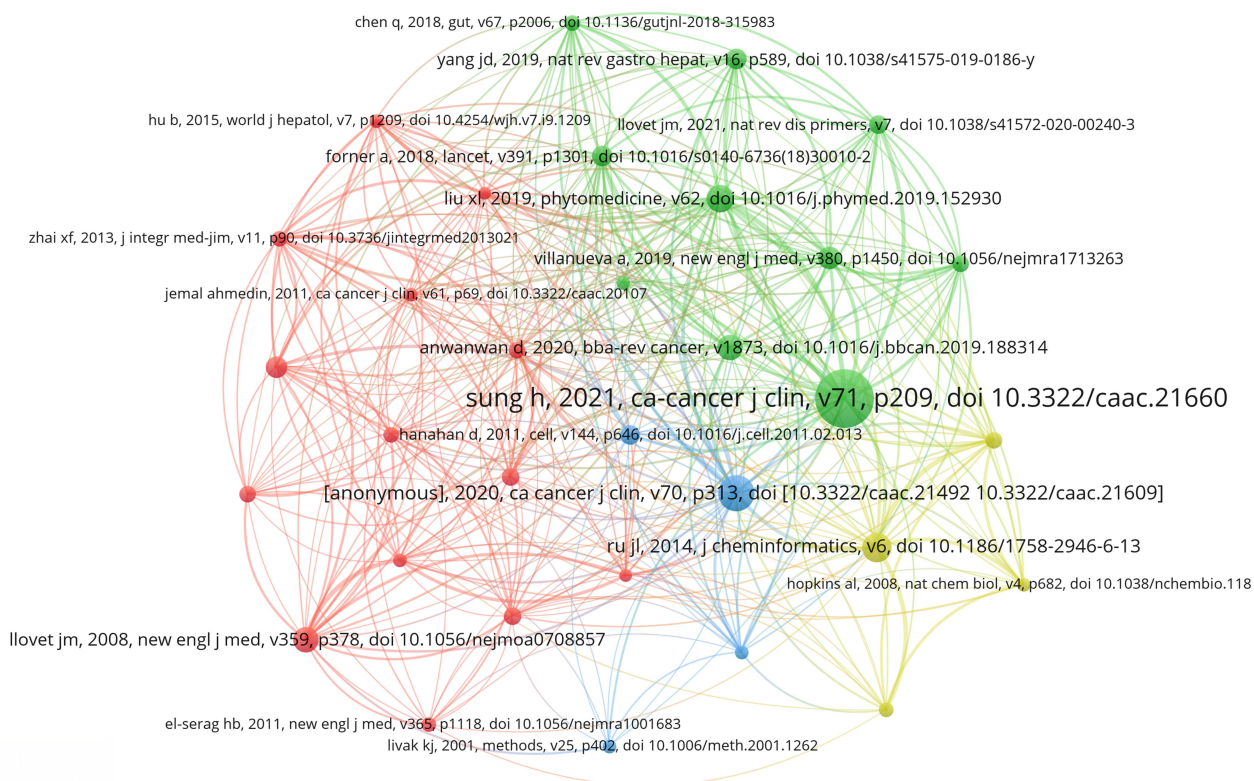 chen q, 2018, gut, v67, p2006, doi 10.1136/gutjnl-2018-315983
yang jd, 2019, nat rev gastro hepat, v16, p589, doi 10.1038/s41575-019-0186-y
hu b, 2015, world j hepatol, v7, p1209, doi 10.4254/wjh.v7.i9.1209
llovet jm, 2021, nat rev dis primers, v7, doi 10.1038/s41572-020-00240-3
forner a, 2018, lancet, v391, p1301, doi 10.1016/s0140-6736(18)30010-2
liu xl, 2019, phytomedicine, v62, doi 10.1016/j.phymed.2019.152930
zhai xf, 2013, j integr med-jim, v11, p90, doi 10.3736/jintegrmed2013021
villanueva a, 2019, new engl j med, v380, p1450, doi 10.1056/nejmra1713263
jemal ahmedin, 2011, ca cancer j clin, v61, p69, doi 10.3322/caac.20107
anwanwan d, 2020, bba-rev cancer, v1873, doi 10.1016/j.bbcan.2019.188314
sung h, 2021, ca-cancer j clin, v71, p209, doi 10.3322/caac.21660
hanahan d, 2011, cell, v144, p646, doi 10.1016/j.cell.2011.02.013
[anonymous], 2020, ca cancer j clin, v70, p313, doi [10.3322/caac.21492 10.3322/caac.21609]
ru jl, 2014, j cheminformatics, v6, doi 10.1186/1758-2946-6-13
hopkins al, 2008, nat chem biol, v4, p682, doi 10.1038/nchembio.118
llovet jm, 2008, new engl j med, v359, p378, doi 10.1056/nejmoa0708857
el-serag hb, 2011, new engl j med, v365, p1118, doi 10.1056/nejmra1001683
livak kj, 2001, methods, v25, p402, doi 10.1006/meth.2001.1262